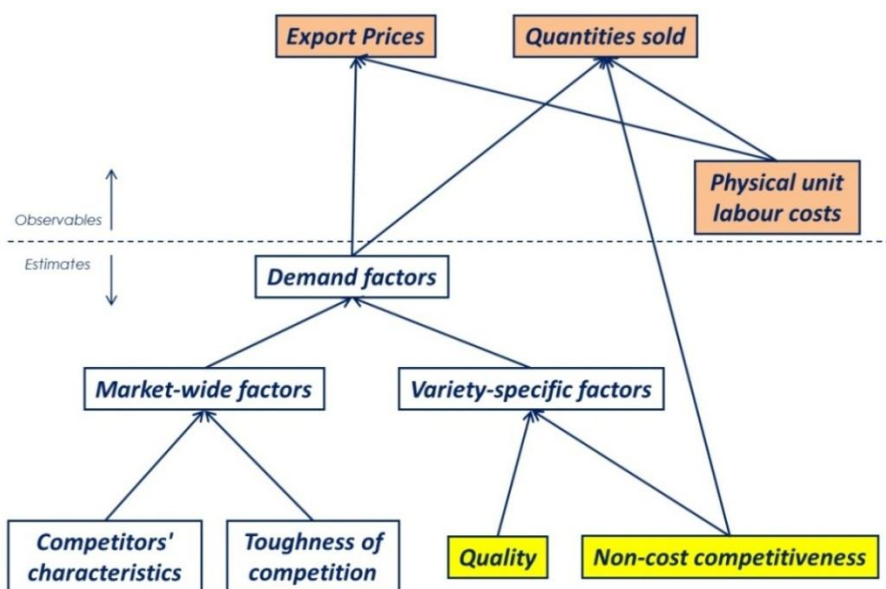 Export Prices
Quantities sold
Physical unit
labour costs
Observables
Estimates
Demand factors
Market-wide factors
Variety-specific factors
Competitors'
characteristics
Toughness of
competition
Quality
Non-cost competitiveness